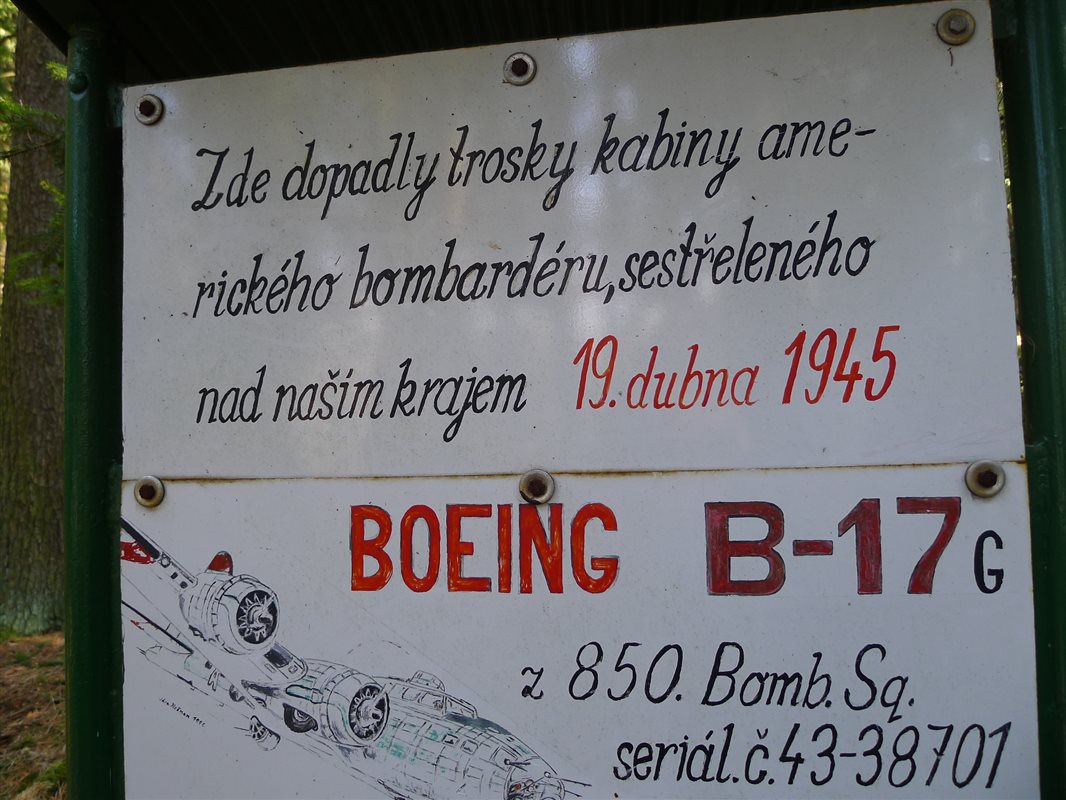 Zde dopadly trosky kabiny ame-
rického bombardéru, sestřeleného
nad naším krajem 19. dubna 1945
BOEING B-17 G
z 850. Bomb. Sq.
seriál. č. 43-38701